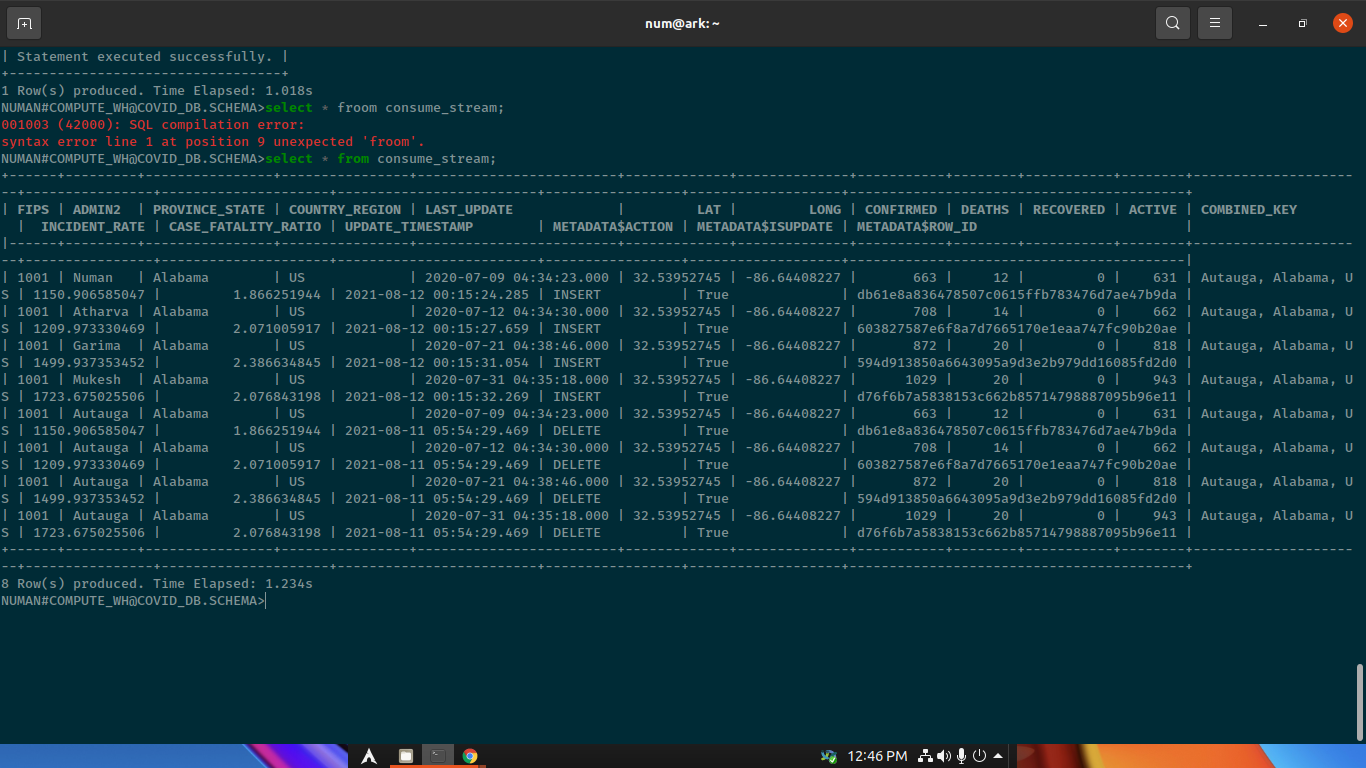 num@ark: ~
| Statement executed successfully. |
+----------------------------------+
1 Row(s) produced. Time Elapsed: 1.018s
NUMAN#COMPUTE_WH@COVID_DB.SCHEMA>select * froom consume_stream;
001003 (42000): SQL compilation error:
syntax error line 1 at position 9 unexpected 'froom'.
NUMAN#COMPUTE_WH@COVID_DB.SCHEMA>select * from consume_stream;
+------+---------+----------------+----------------+-------------------------+-------------+--------------+-----------+--------+-----------+--------+--------------------
--+----------------+---------------------+-------------------------+-----------------+-------------------+------------------------------------------+
| FIPS | ADMIN2  | PROVINCE_STATE | COUNTRY_REGION | LAST_UPDATE             |         LAT |         LONG | CONFIRMED | DEATHS | RECOVERED | ACTIVE | COMBINED_KEY
  |  INCIDENT_RATE | CASE_FATALITY_RATIO | UPDATE_TIMESTAMP        | METADATA$ACTION | METADATA$ISUPDATE | METADATA$ROW_ID                          |
|------+---------+----------------+----------------+-------------------------+-------------+--------------+-----------+--------+-----------+--------+--------------------
--+----------------+---------------------+-------------------------+-----------------+-------------------+------------------------------------------|
| 1001 | Numan   | Alabama        | US             | 2020-07-09 04:34:23.000 | 32.53952745 | -86.64408227 |       663 |     12 |         0 |    631 | Autauga, Alabama, U
S | 1150.906585047 |         1.866251944 | 2021-08-12 00:15:24.285 | INSERT          | True              | db61e8a836478507c0615ffb783476d7ae47b9da |
| 1001 | Atharva | Alabama        | US             | 2020-07-12 04:34:30.000 | 32.53952745 | -86.64408227 |       708 |     14 |         0 |    662 | Autauga, Alabama, U
S | 1209.973330469 |         2.071005917 | 2021-08-12 00:15:27.659 | INSERT          | True              | 603827587e6f8a7d7665170e1eaa747fc90b20ae |
| 1001 | Garima  | Alabama        | US             | 2020-07-21 04:38:46.000 | 32.53952745 | -86.64408227 |       872 |     20 |         0 |    818 | Autauga, Alabama, U
S | 1499.937353452 |         2.386634845 | 2021-08-12 00:15:31.054 | INSERT          | True              | 594d913850a6643095a9d3e2b979dd16085fd2d0 |
| 1001 | Mukesh  | Alabama        | US             | 2020-07-31 04:35:18.000 | 32.53952745 | -86.64408227 |      1029 |     20 |         0 |    943 | Autauga, Alabama, U
S | 1723.675025506 |         2.076843198 | 2021-08-12 00:15:32.269 | INSERT          | True              | d76f6b7a5838153c662b85714798887095b96e11 |
| 1001 | Autauga | Alabama        | US             | 2020-07-09 04:34:23.000 | 32.53952745 | -86.64408227 |       663 |     12 |         0 |    631 | Autauga, Alabama, U
S | 1150.906585047 |         1.866251944 | 2021-08-11 05:54:29.469 | DELETE          | True              | db61e8a836478507c0615ffb783476d7ae47b9da |
| 1001 | Autauga | Alabama        | US             | 2020-07-12 04:34:30.000 | 32.53952745 | -86.64408227 |       708 |     14 |         0 |    662 | Autauga, Alabama, U
S | 1209.973330469 |         2.071005917 | 2021-08-11 05:54:29.469 | DELETE          | True              | 603827587e6f8a7d7665170e1eaa747fc90b20ae |
| 1001 | Autauga | Alabama        | US             | 2020-07-21 04:38:46.000 | 32.53952745 | -86.64408227 |       872 |     20 |         0 |    818 | Autauga, Alabama, U
S | 1499.937353452 |         2.386634845 | 2021-08-11 05:54:29.469 | DELETE          | True              | 594d913850a6643095a9d3e2b979dd16085fd2d0 |
| 1001 | Autauga | Alabama        | US             | 2020-07-31 04:35:18.000 | 32.53952745 | -86.64408227 |      1029 |     20 |         0 |    943 | Autauga, Alabama, U
S | 1723.675025506 |         2.076843198 | 2021-08-11 05:54:29.469 | DELETE          | True              | d76f6b7a5838153c662b85714798887095b96e11 |
+------+---------+----------------+----------------+-------------------------+-------------+--------------+-----------+--------+-----------+--------+--------------------
--+----------------+---------------------+-------------------------+-----------------+-------------------+------------------------------------------+
8 Row(s) produced. Time Elapsed: 1.234s
NUMAN#COMPUTE_WH@COVID_DB.SCHEMA>
12:46 PM